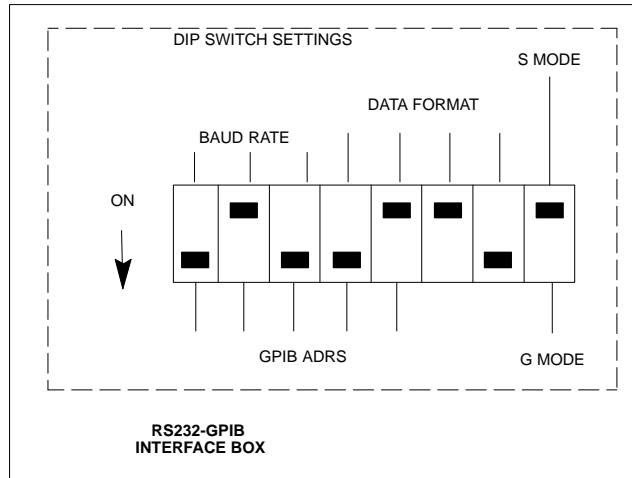 DIP SWITCH SETTINGS
S MODE
DATA FORMAT
BAUD RATE
ON
GPIB ADRS
G MODE
RS232-GPIB
INTERFACE BOX